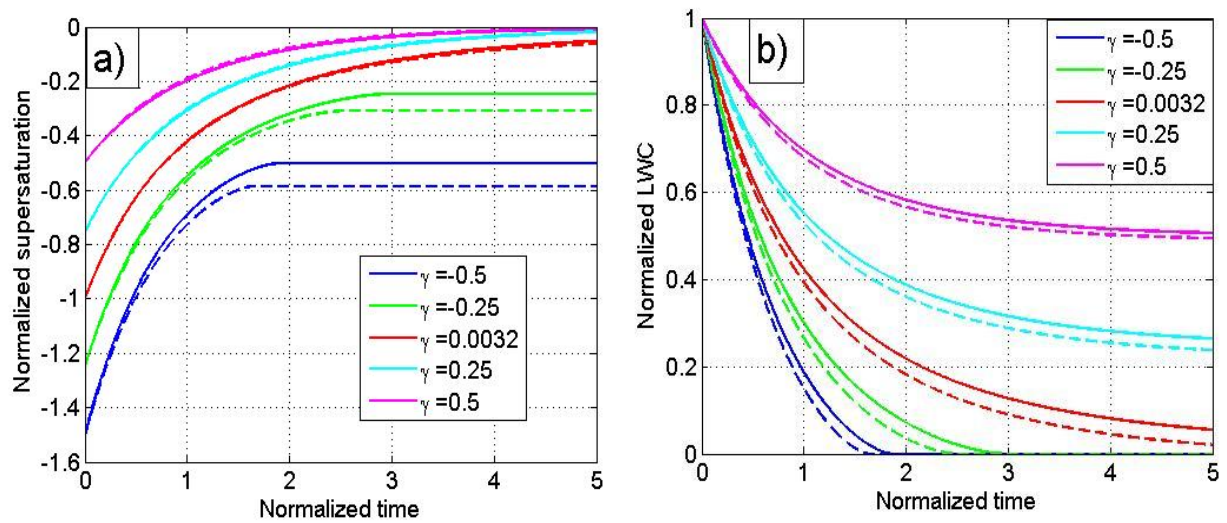 a)
Normalized supersaturation
0
-0.2
-0.4
-0.6
-0.8
-1
-1.2
-1.4
-1.6
γ =-0.5
γ =-0.25
γ =0.0032
γ =0.25
γ =0.5
0 1 2 3 4 5
Normalized time
b)
Normalized LWC
1
0.8
0.6
0.4
0.2
0
γ =-0.5
γ =-0.25
γ =0.0032
γ =0.25
γ =0.5
0 1 2 3 4 5
Normalized time